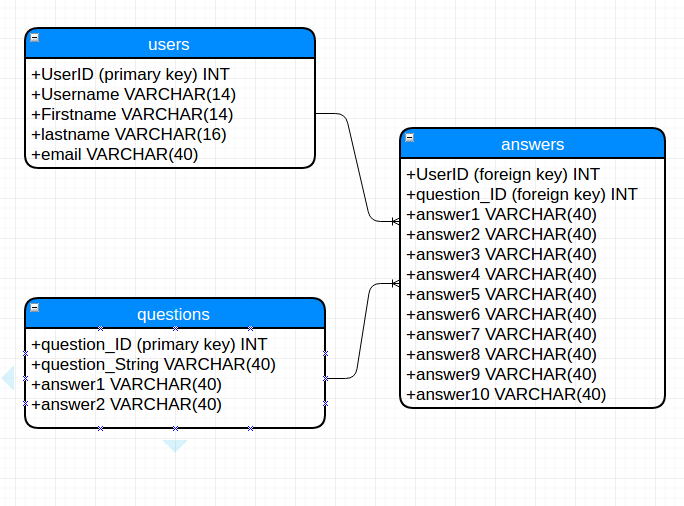 users
+UserID (primary key) INT
+Username VARCHAR(14)
+Firstname VARCHAR(14)
+lastname VARCHAR(16)
+email VARCHAR(40)
answers
+UserID (foreign key) INT
+question_ID (foreign key) INT
+answer1 VARCHAR(40)
+answer2 VARCHAR(40)
+answer3 VARCHAR(40)
+answer4 VARCHAR(40)
+answer5 VARCHAR(40)
+answer6 VARCHAR(40)
+answer7 VARCHAR(40)
+answer8 VARCHAR(40)
+answer9 VARCHAR(40)
+answer10 VARCHAR(40)
questions
+question_ID (primary key) INT
+question_String VARCHAR(40)
+answer1 VARCHAR(40)
+answer2 VARCHAR(40)